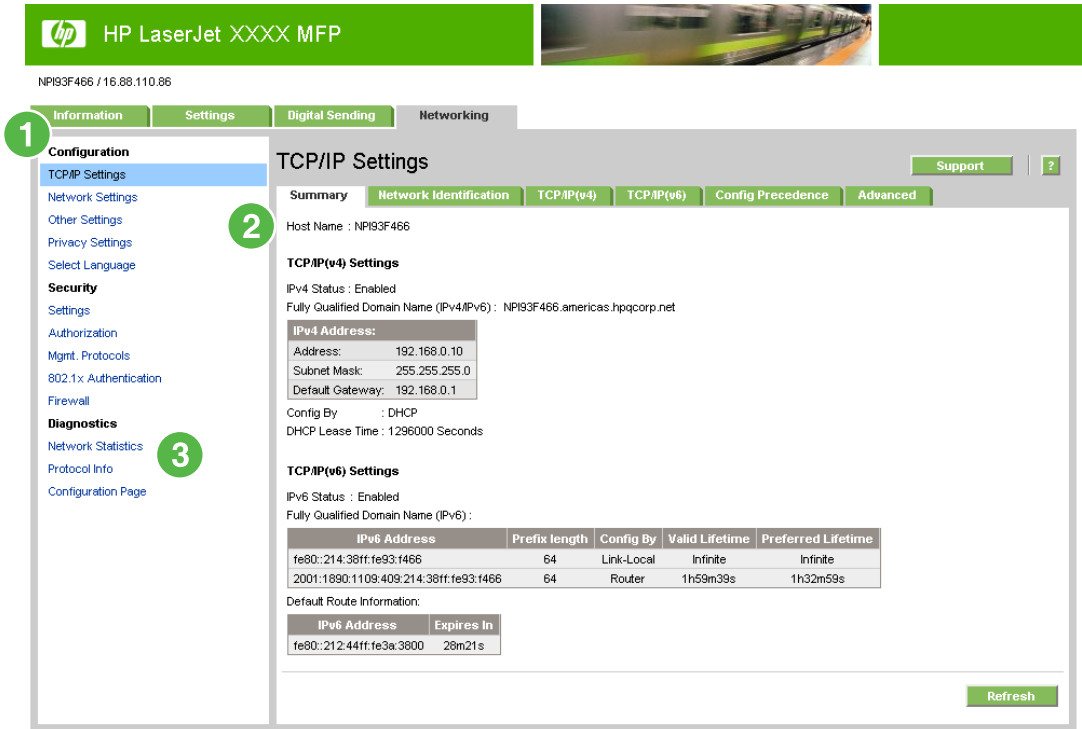 hp HP LaserJet XXXX MFP
NPI93F466 / 16.88.110.86
Information Settings Digital Sending Networking
1
Configuration
TCP/IP Settings
Network Settings
Other Settings
Privacy Settings
Select Language
Security
Settings
Authorization
Mgmt. Protocols
802.1x Authentication
Firewall
Diagnostics
Network Statistics
Protocol Info
Configuration Page
3
TCP/IP Settings
Support ?
Summary Network Identification TCP/IP(v4) TCP/IP(v6) Config Precedence Advanced
2
Host Name : NPI93F466
TCP/IP(v4) Settings
IPv4 Status : Enabled
Fully Qualified Domain Name (IPv4/IPv6) : NPI93F466.americas.hpqcorp.net
IPv4 Address:
Address: 192.168.0.10
Subnet Mask: 255.255.255.0
Default Gateway: 192.168.0.1
Config By : DHCP
DHCP Lease Time : 1296000 Seconds
TCP/IP(v6) Settings
IPv6 Status : Enabled
Fully Qualified Domain Name (IPv6) :
IPv6 Address Prefix length Config By Valid Lifetime Preferred Lifetime
fe80::214:38ff:fe93:f466 64 Link-Local Infinite Infinite
2001:1890:1109:409:214:38ff:fe93:f466 64 Router 1h59m39s 1h32m59s
Default Route Information:
IPv6 Address Expires In
fe80::212:44ff:fe3a:3800 28m21s
Refresh